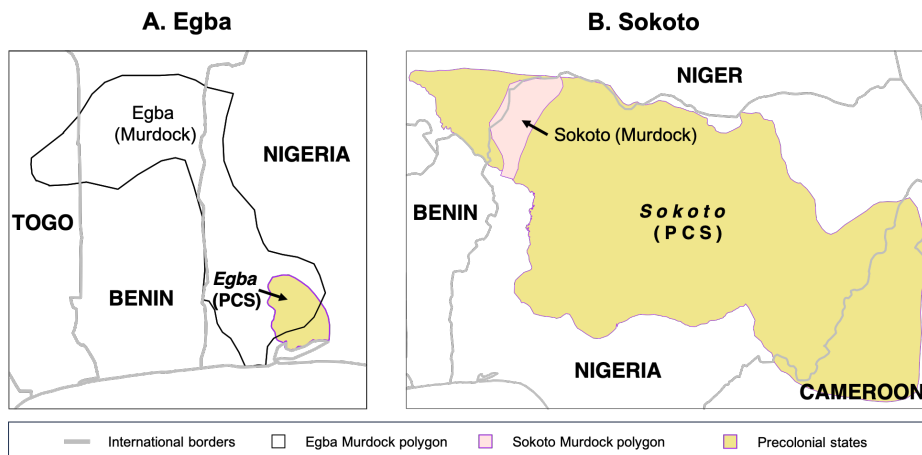 A. Egba
B. Sokoto
Egba
(Murdock)
NIGERIA
TOGO
BENIN
Egba
(PCS)
NIGER
Sokoto (Murdock)
BENIN
Sokoto
(PCS)
NIGERIA
CAMEROON
International borders
Egba Murdock polygon
Sokoto Murdock polygon
Precolonial states